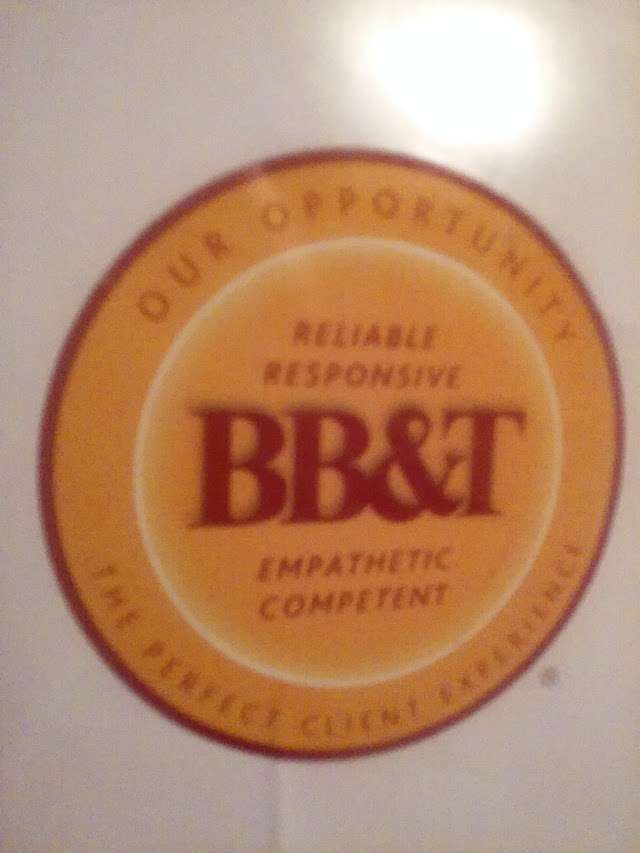 OUR OPPORTUNITY
RELIABLE
RESPONSIVE
BB&T
EMPATHETIC
COMPETENT
THE PERFECT CLIENT EXPERIENCE